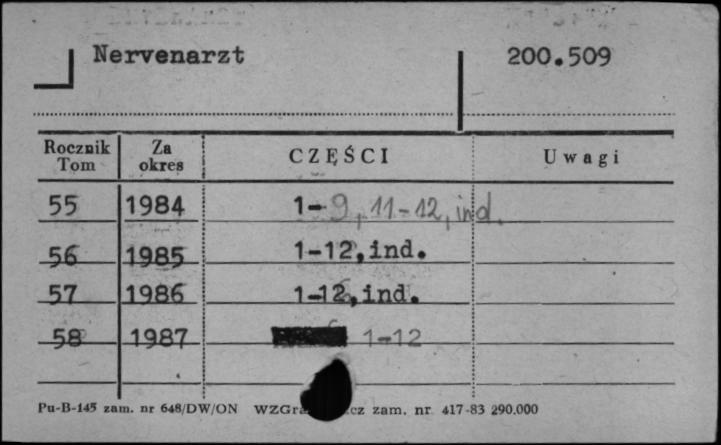 Nervenarzt 200.509
Rocznik Tom Za okres CZĘŚCI Uwagi
55 1984 1-9, 11-12, ind.
56 1985 1-12, ind.
57 1986 1-12, ind.
58 1987 1-12
Pu-B-145 zam. nr 648/DW/ON WZGra cz zam. nr 417-83 290.000